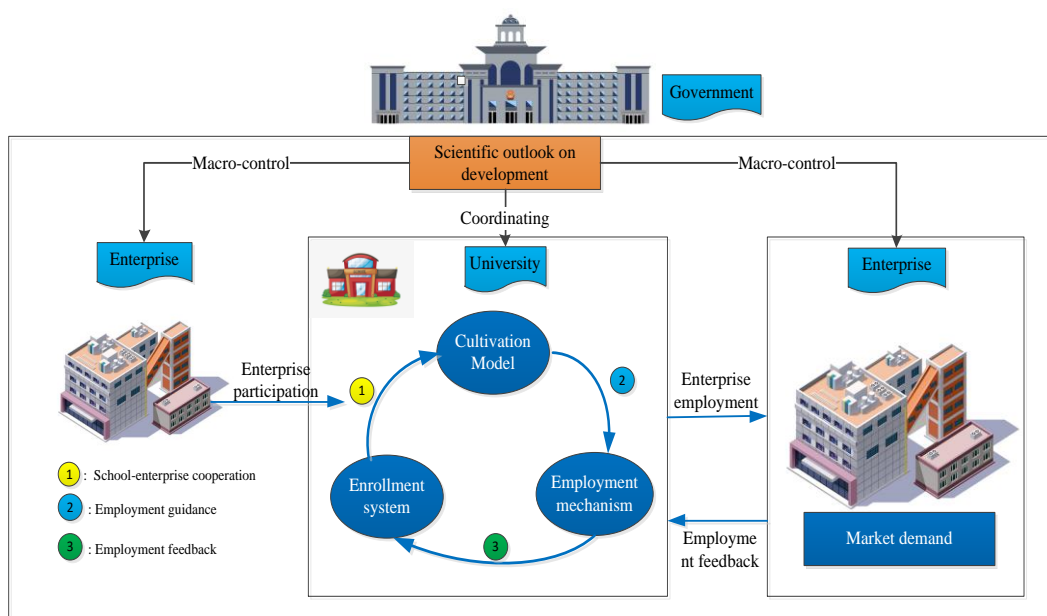 Government
Scientific outlook on
development
Macro-control
Macro-control
Coordinating
Enterprise
University
Enterprise
Cultivation
Model
Enterprise
participation
1
2
Enterprise
employment
1 : School-enterprise cooperation
2 : Employment guidance
3 : Employment feedback
Enrollment
system
Employment
mechanism
3
Employme
nt feedback
Market demand